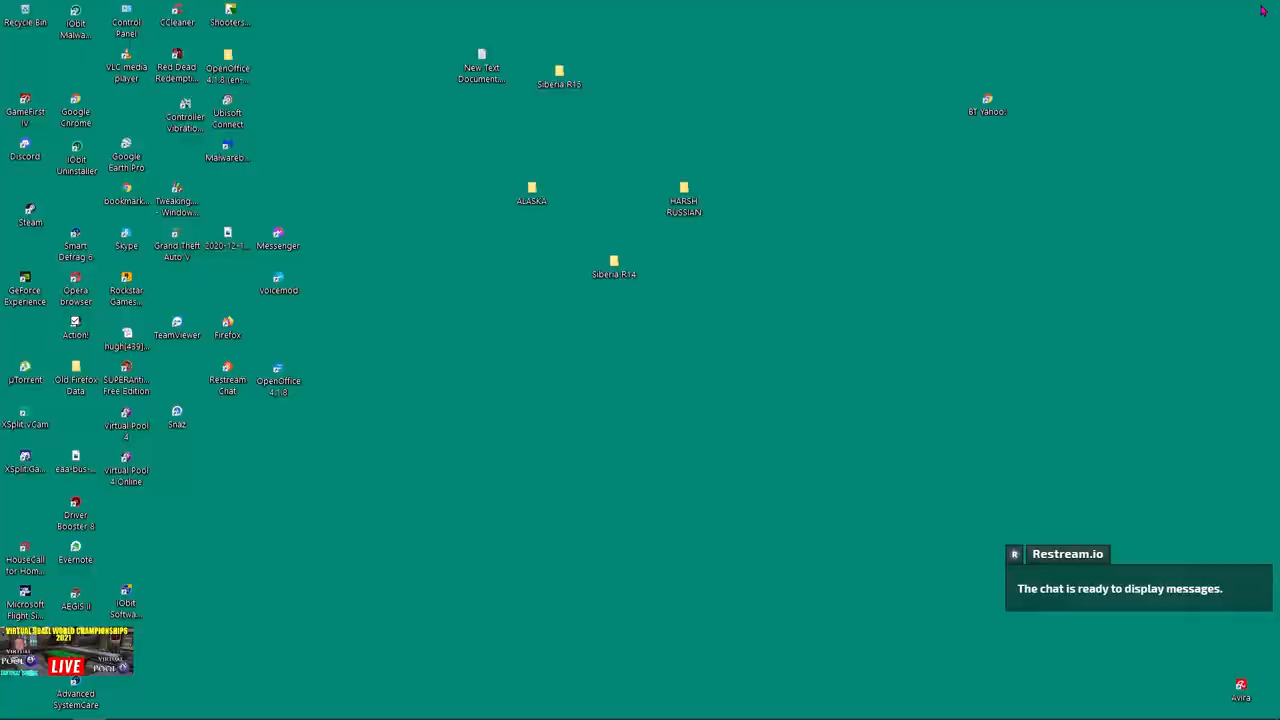 Recycle Bin
IObit
Malwa...
Control
Panel
CCleaner
Shooters...
VLC media
player
Red Dead
Redempti...
OpenOffice
4.1.8 (en-...
New Text
Document....
Siberia R15
GameFirst
IV
Google
Chrome
Controller
vibratio...
Ubisoft
Connect
BT Yahoo!
Discord
IObit
Uninstaller
Google
Earth Pro
Malwareb...
bookmark...
Tweaking....
- Window...
ALASKA
HARSH
RUSSIAN
Steam
Smart
Defrag 6
Skype
Grand Theft
Auto V
2020-12-1...
Messenger
Siberia R14
GeForce
Experience
Opera
browser
Rockstar
Games...
Voicemod
Action!
hugh[439]...
TeamViewer
Firefox
µTorrent
Old Firefox
Data
SUPERAnti...
Free Edition
Restream
Chat
OpenOffice
4.1.8
XSplit vCam
Virtual Pool
4
Snaz
XSplit Ga...
eaa-bus-...
Virtual Pool
4 Online
Driver
Booster 8
HouseCall
for Hom...
Evernote
R Restream.io
The chat is ready to display messages.
Microsoft
Flight Si...
AEGIS II
IObit
Softwa...
VIRTUAL 8BALL WORLD CHAMPIONSHIPS
2021
VIRTUAL
POOL
LIVE
VIRTUAL
POOL
Advanced
SystemCare
Avira